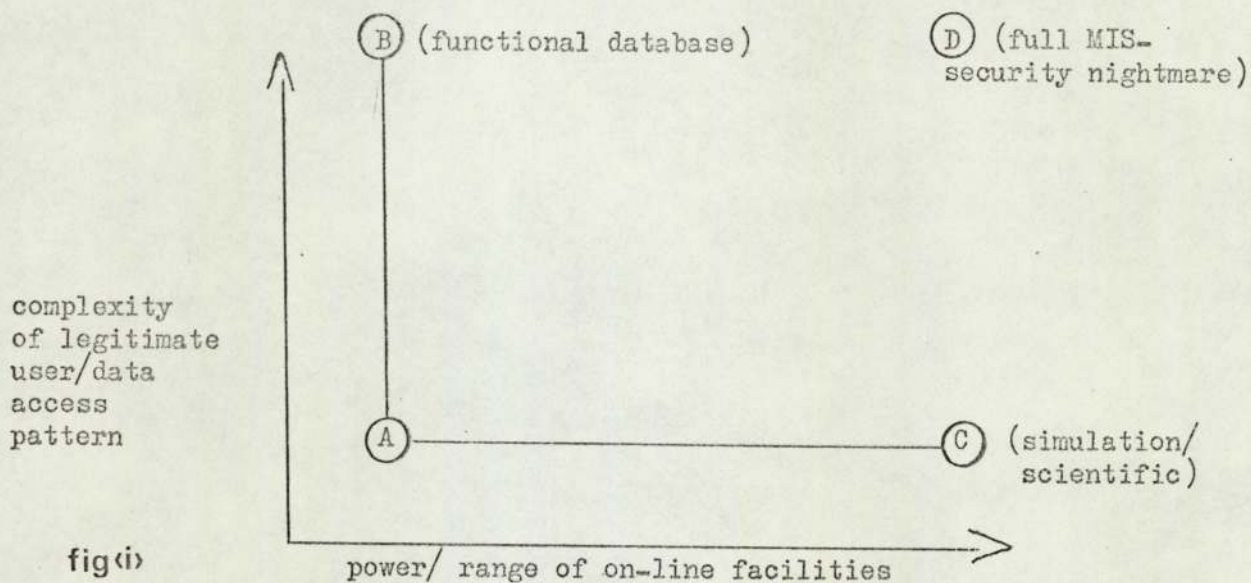 B (functional database)
D (full MIS-
security nightmare)
complexity
of legitimate
user/data
access
pattern
A
C (simulation/
scientific)
fig<i>
power/ range of on-line facilities